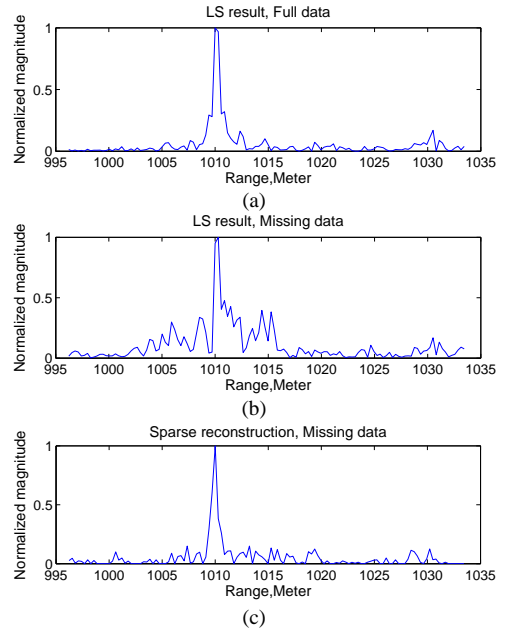 LS result, Full data
Normalized magnitude
1
0.5
0
995 1000 1005 1010 1015 1020 1025 1030 1035
Range,Meter
(a)
LS result, Missing data
Normalized magnitude
1
0.5
0
995 1000 1005 1010 1015 1020 1025 1030 1035
Range,Meter
(b)
Sparse reconstruction, Missing data
Normalized magnitude
1
0.5
0
995 1000 1005 1010 1015 1020 1025 1030 1035
Range,Meter
(c)